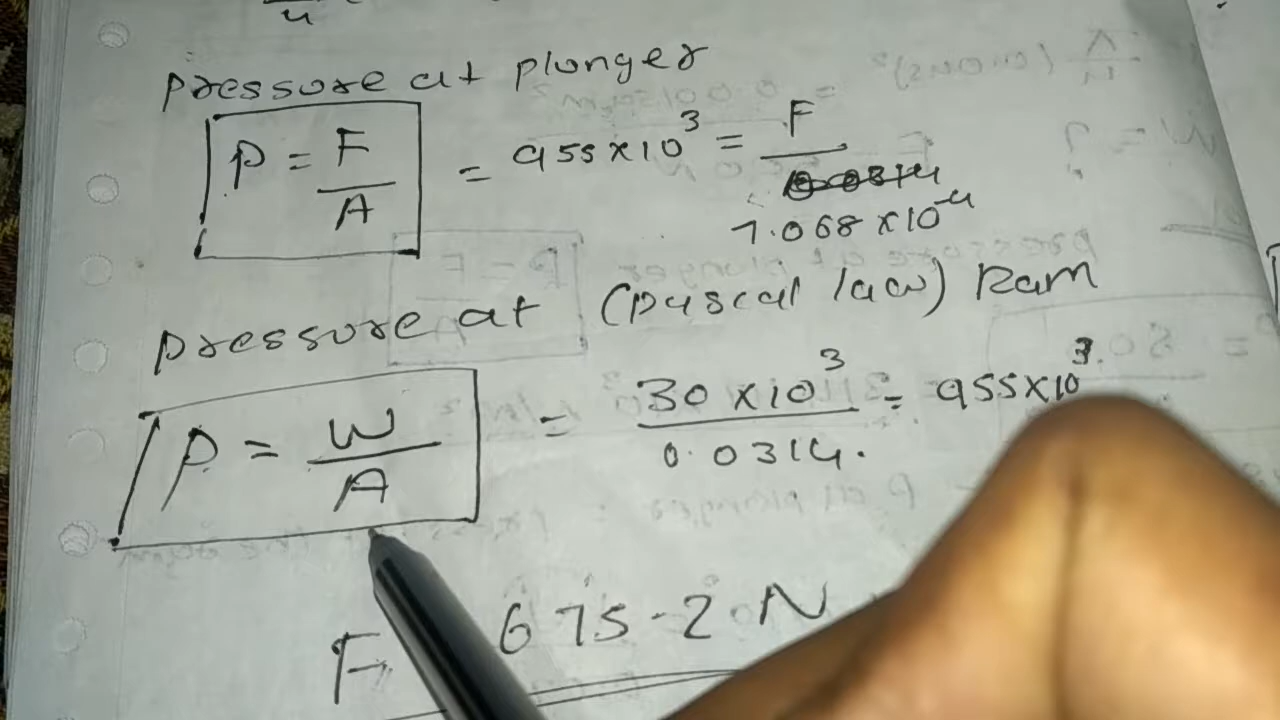 4
Pressure at plunger
P = F/A = 955×10³ = F/7.068×10⁻⁴
Pressure at (pascal law) Ram
P = W/A = 30×10³/0.0314. = 955×10³.
F 675.2 N